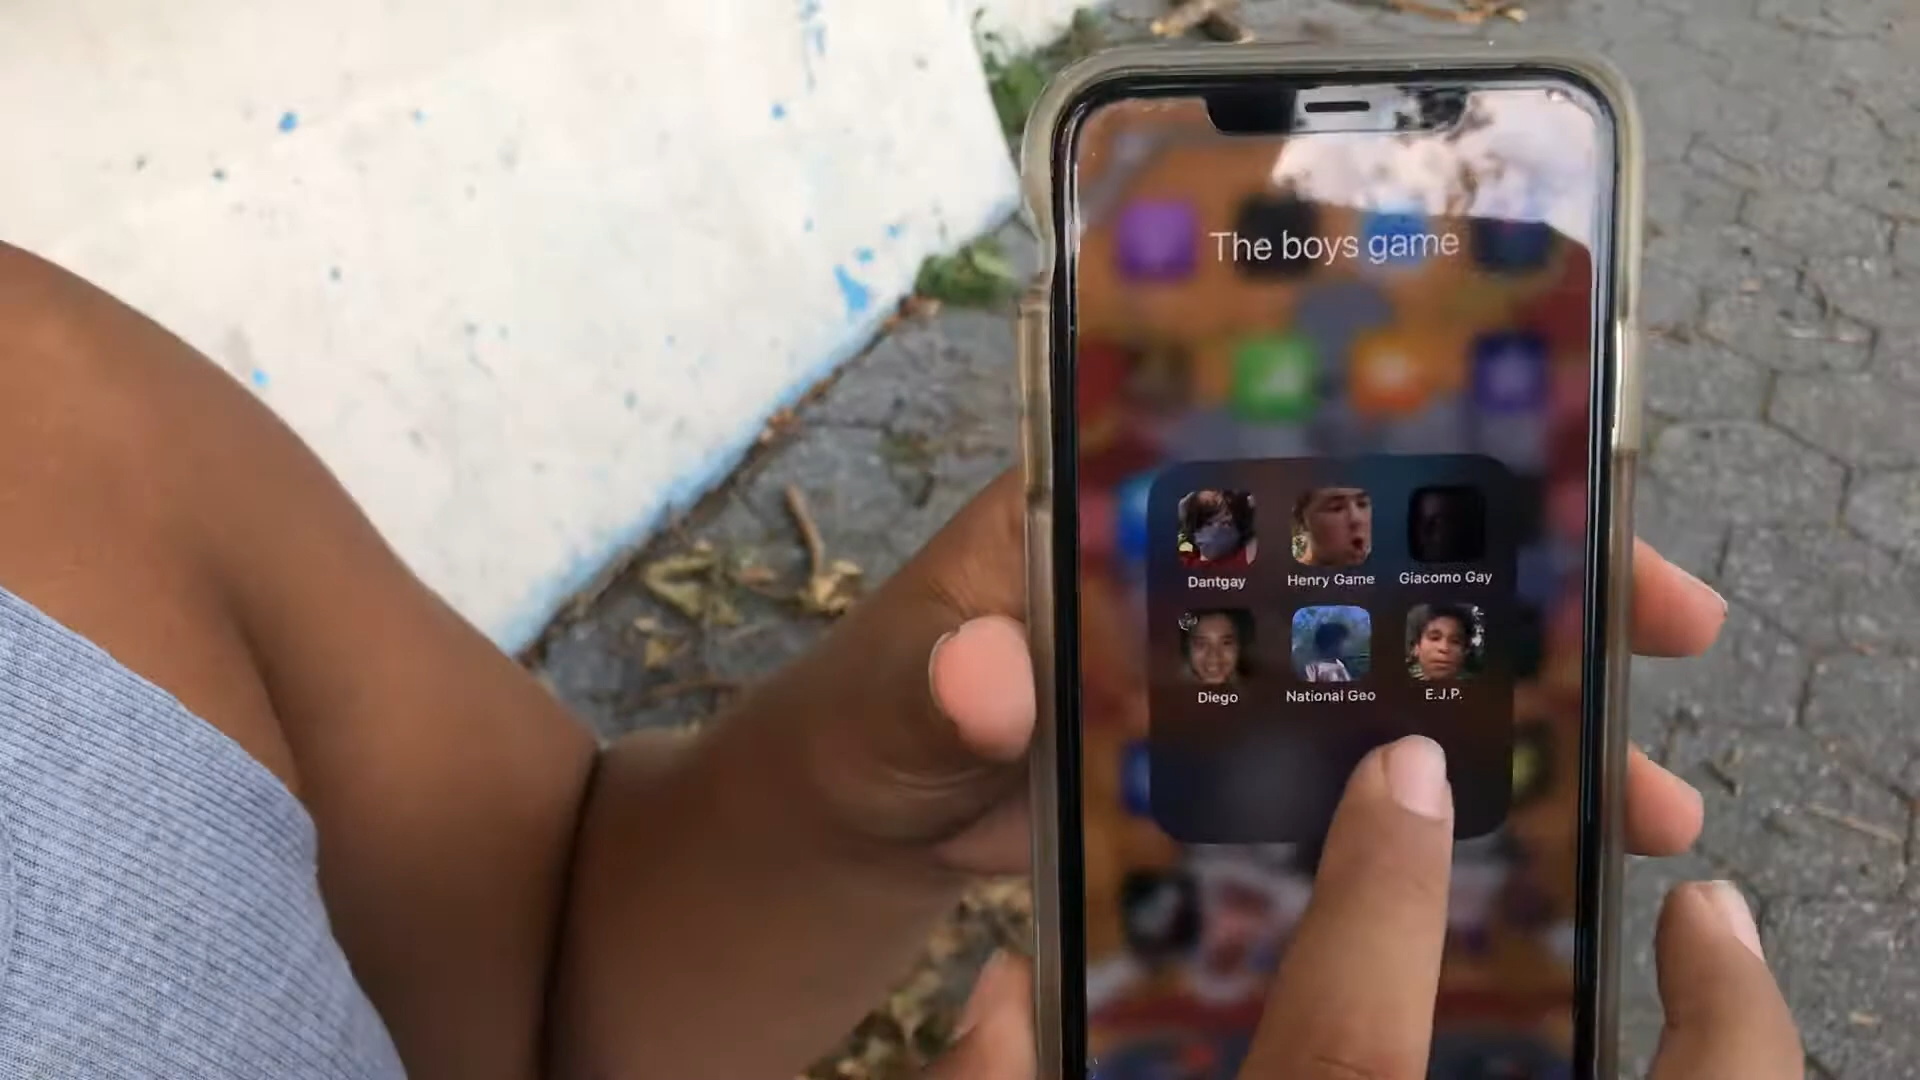 The boys game
Dantgay
Henry Game
Giacomo Gay
Diego
National Geo
E.J.P.